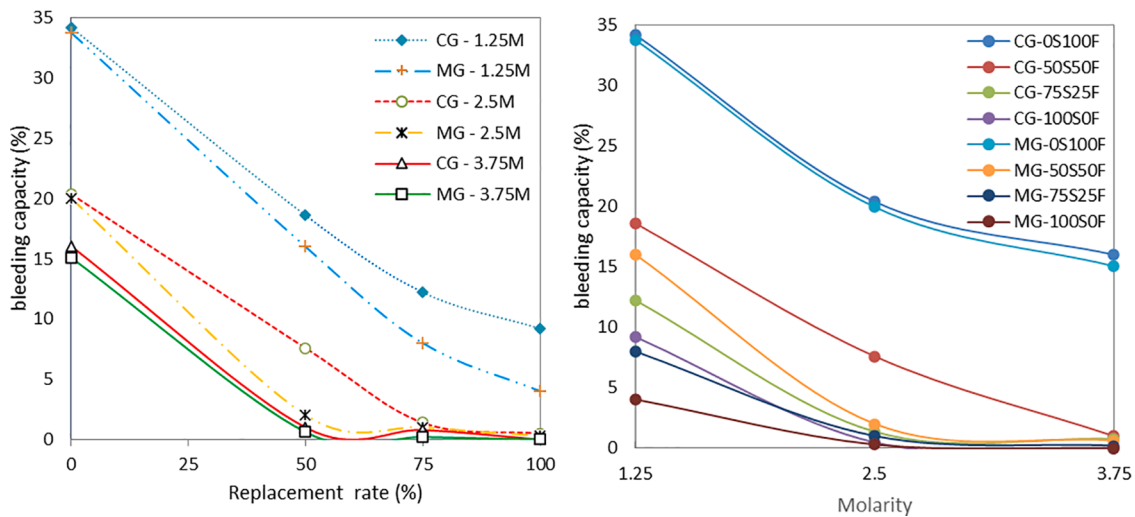 35
30
25
20
15
10
5
0
bleeding capacity (%)
0
25
50
75
100
Replacement rate (%)
CG - 1.25M
MG - 1.25M
CG - 2.5M
MG - 2.5M
CG - 3.75M
MG - 3.75M
35
30
25
20
15
10
5
0
bleeding capacity (%)
1.25
2.5
3.75
Molarity
CG-0S100F
CG-50S50F
CG-75S25F
CG-100S0F
MG-0S100F
MG-50S50F
MG-75S25F
MG-100S0F